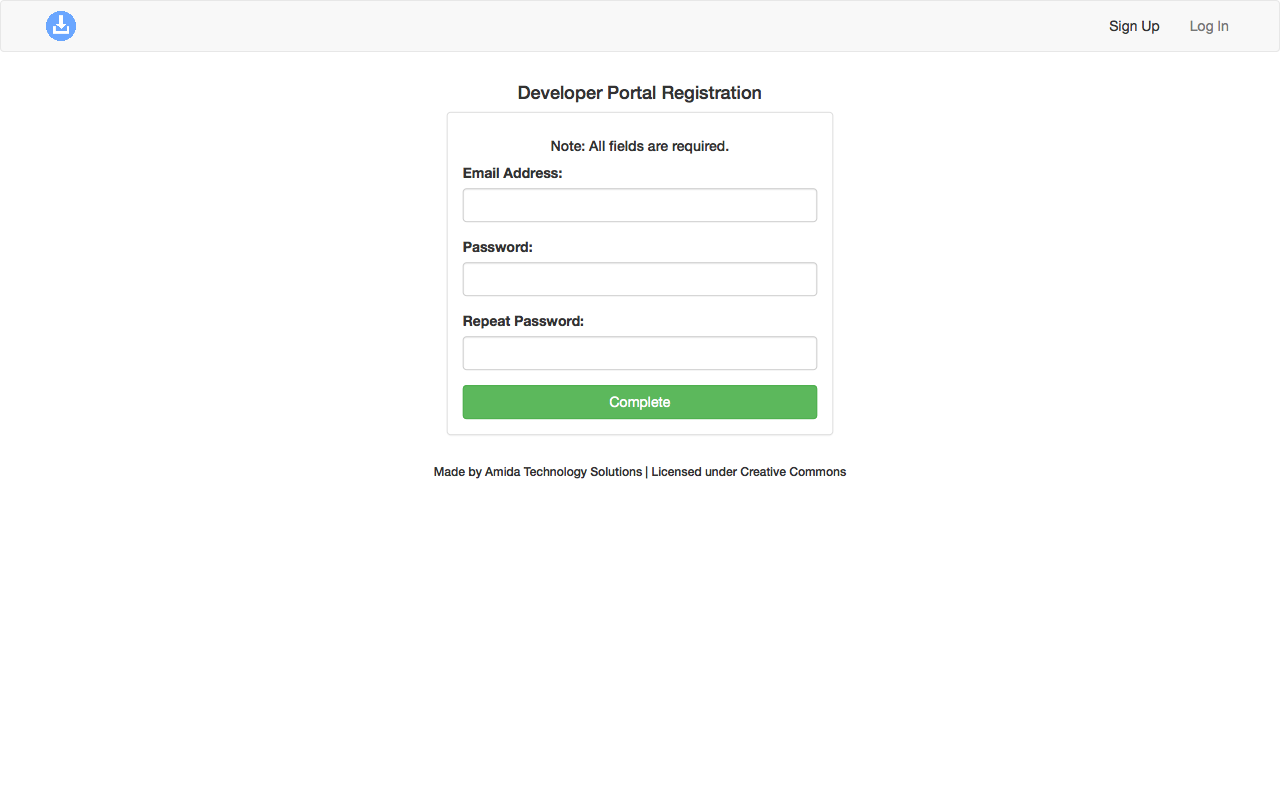 Sign Up Log In
Developer Portal Registration
Note: All fields are required.
Email Address:
Password:
Repeat Password:
Complete
Made by Amida Technology Solutions | Licensed under Creative Commons